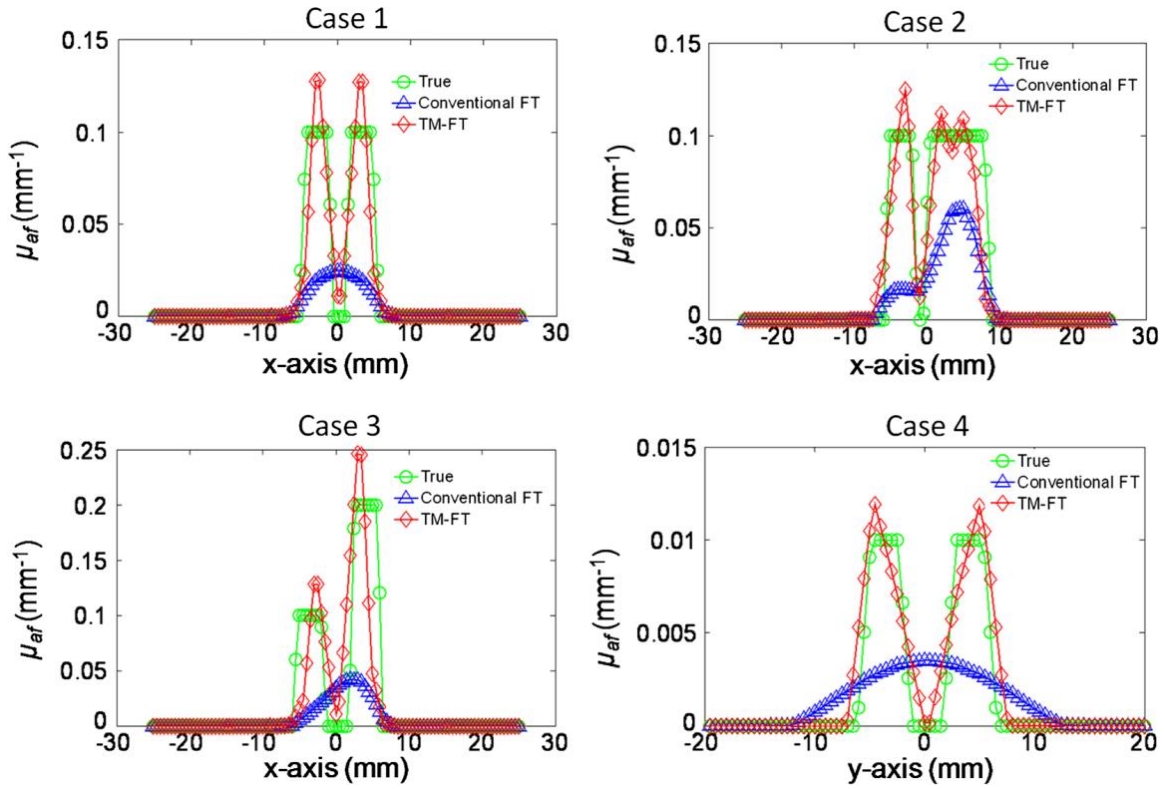 Case 1
0.15
0.1
0.05
0
μaf (mm-1)
True
Conventional FT
TM-FT
-30 -20 -10 0 10 20 30
x-axis (mm)
Case 2
0.15
0.1
0.05
0
μaf (mm-1)
True
Conventional FT
TM-FT
-30 -20 -10 0 10 20 30
x-axis (mm)
Case 3
0.25
0.2
0.15
0.1
0.05
0
μaf (mm-1)
True
Conventional FT
TM-FT
-30 -20 -10 0 10 20 30
x-axis (mm)
Case 4
0.015
0.01
0.005
0.00
μaf (mm-1)
True
Conventional FT
TM-FT
-20 -10 0 10 20
y-axis (mm)